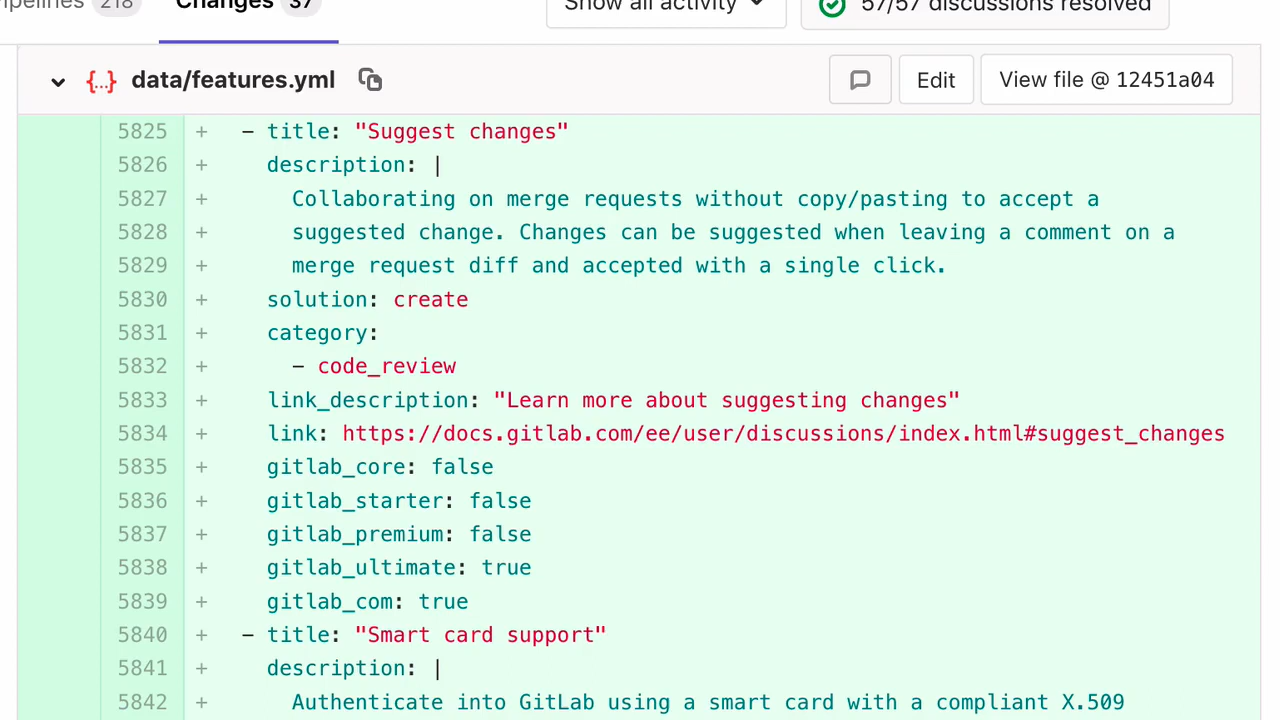 pelines 218 Changes 37 Show all activity 57/57 discussions resolved
{...} data/features.yml Edit View file @ 12451a04
5825 + - title: "Suggest changes"
5826 + description: |
5827 + Collaborating on merge requests without copy/pasting to accept a
5828 + suggested change. Changes can be suggested when leaving a comment on a
5829 + merge request diff and accepted with a single click.
5830 + solution: create
5831 + category:
5832 + - code_review
5833 + link_description: "Learn more about suggesting changes"
5834 + link: https://docs.gitlab.com/ee/user/discussions/index.html#suggest_changes
5835 + gitlab_core: false
5836 + gitlab_starter: false
5837 + gitlab_premium: false
5838 + gitlab_ultimate: true
5839 + gitlab_com: true
5840 + - title: "Smart card support"
5841 + description: |
5842 + Authenticate into GitLab using a smart card with a compliant X.509